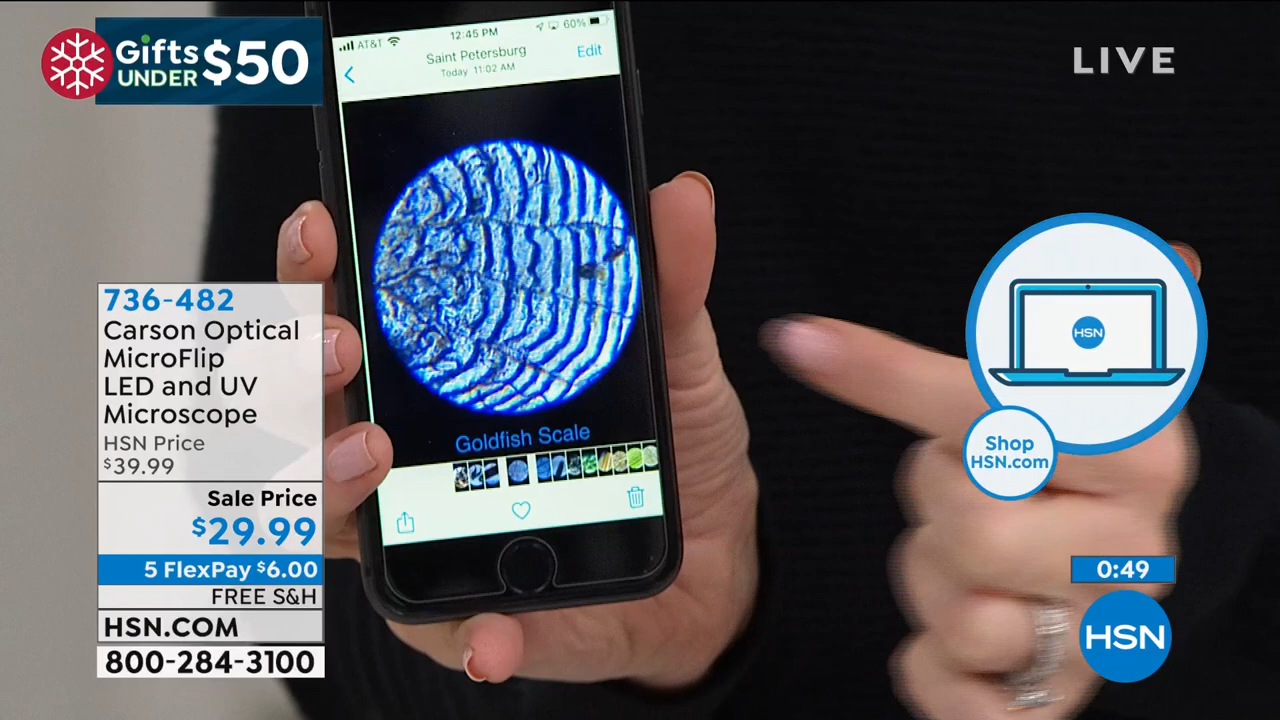 Gifts
UNDER $50
LIVE
AT&T 12:45 PM 60%
Saint Petersburg
Today 11:02 AM
Edit
Goldfish Scale
736-482
Carson Optical
MicroFlip
LED and UV
Microscope
HSN Price
$39.99
Sale Price
$29.99
5 FlexPay $6.00
FREE S&H
HSN.COM
800-284-3100
HSN
Shop
HSN.com
0:49
HSN